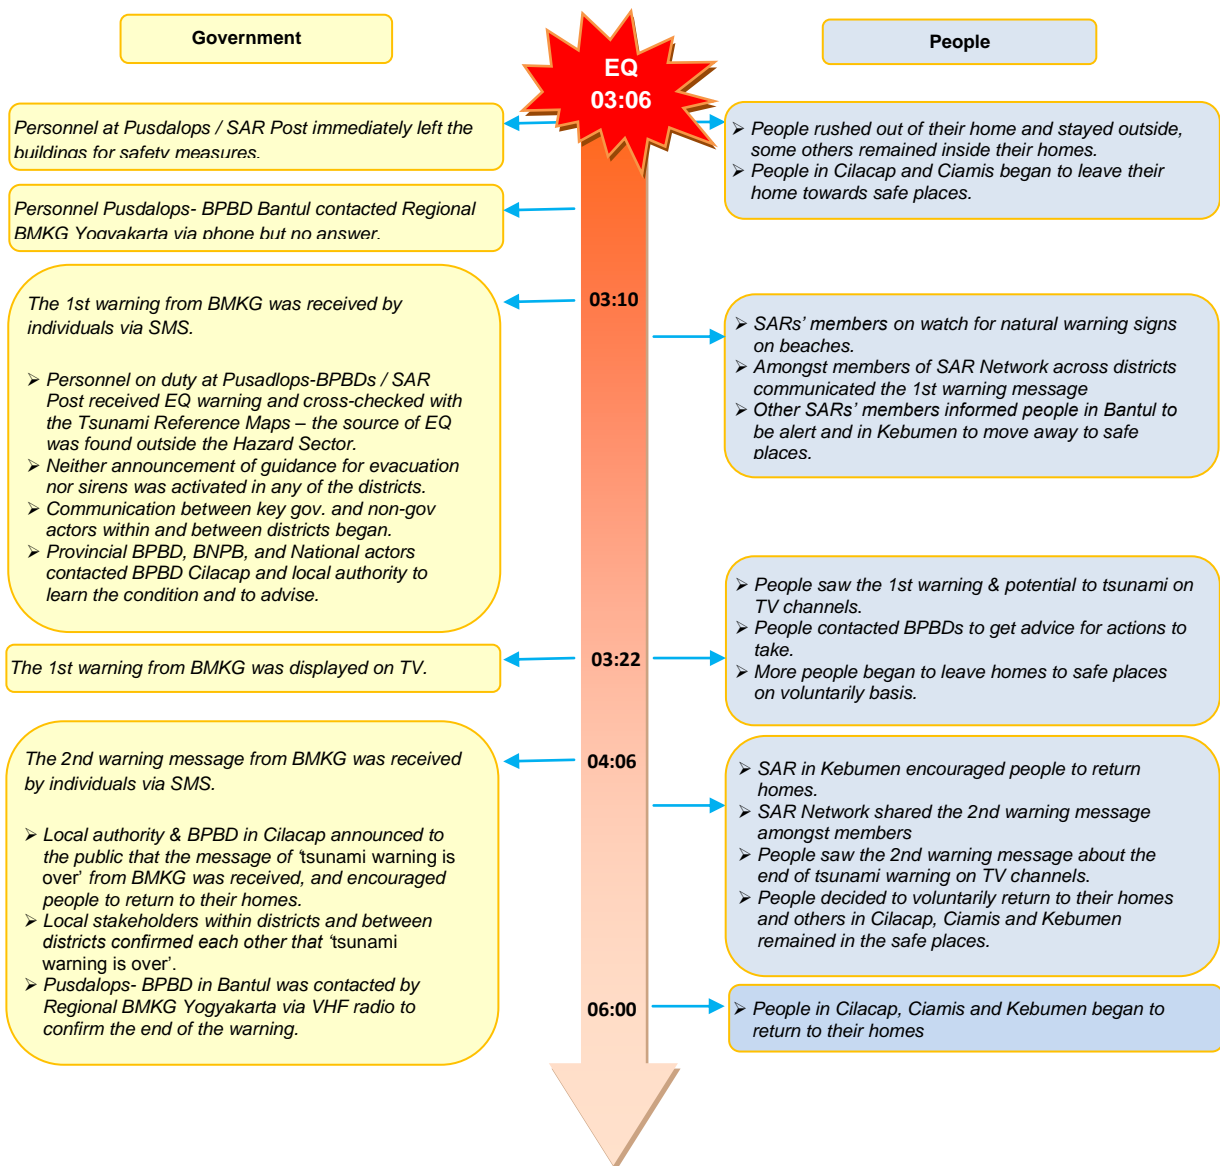 Government
EQ
03:06
People
Personnel at Pusdalops / SAR Post immediately left the
buildings for safety measures.
➢ People rushed out of their home and stayed outside,
some others remained inside their homes.
➢ People in Cilacap and Ciamis began to leave their
home towards safe places.
Personnel Pusdalops- BPBD Bantul contacted Regional
BMKG Yogyakarta via phone but no answer.
03:10
The 1st warning from BMKG was received by
individuals via SMS.
➢ Personnel on duty at Pusadlops-BPBDs / SAR
Post received EQ warning and cross-checked with
the Tsunami Reference Maps – the source of EQ
was found outside the Hazard Sector.
➢ Neither announcement of guidance for evacuation
nor sirens was activated in any of the districts.
➢ Communication between key gov. and non-gov
actors within and between districts began.
➢ Provincial BPBD, BNPB, and National actors
contacted BPBD Cilacap and local authority to
learn the condition and to advise.
➢ SARs’ members on watch for natural warning signs
on beaches.
➢ Amongst members of SAR Network across districts
communicated the 1st warning message
➢ Other SARs’ members informed people in Bantul to
be alert and in Kebumen to move away to safe
places.
03:22
The 1st warning from BMKG was displayed on TV.
➢ People saw the 1st warning & potential to tsunami on
TV channels.
➢ People contacted BPBDs to get advice for actions to
take.
➢ More people began to leave homes to safe places
on voluntarily basis.
04:06
The 2nd warning message from BMKG was received
by individuals via SMS.
➢ Local authority & BPBD in Cilacap announced to
the public that the message of ‘tsunami warning is
over’ from BMKG was received, and encouraged
people to return to their homes.
➢ Local stakeholders within districts and between
districts confirmed each other that ‘tsunami
warning is over’.
➢ Pusdalops- BPBD in Bantul was contacted by
Regional BMKG Yogyakarta via VHF radio to
confirm the end of the warning.
➢ SAR in Kebumen encouraged people to return
homes.
➢ SAR Network shared the 2nd warning message
amongst members
➢ People saw the 2nd warning message about the
end of tsunami warning on TV channels.
➢ People decided to voluntarily return to their homes
and others in Cilacap, Ciamis and Kebumen
remained in the safe places.
06:00
➢ People in Cilacap, Ciamis and Kebumen began to
return to their homes